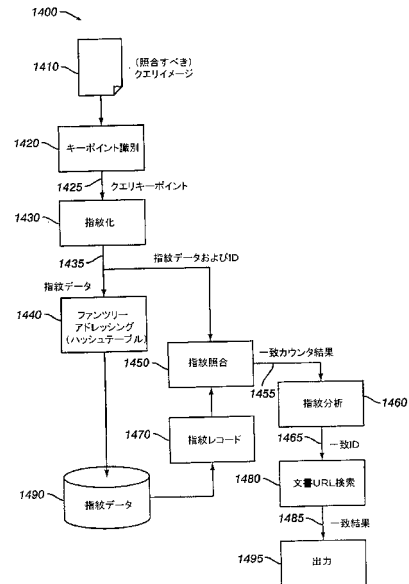 1400
1410
(照合すべき)
クエリイメージ
1420
キーポイント識別
1425
クエリキーポイント
1430
指紋化
1435
指紋データおよびID
指紋データ
1440
ファンツリー
アドレッシング
(ハッシュテーブル)
1450
指紋照合
一致カウンタ結果
1455
指紋分析
1460
1465
一致ID
1470
指紋レコード
1480
文書URL検索
1485
一致結果
1490
指紋データ
1495
出力